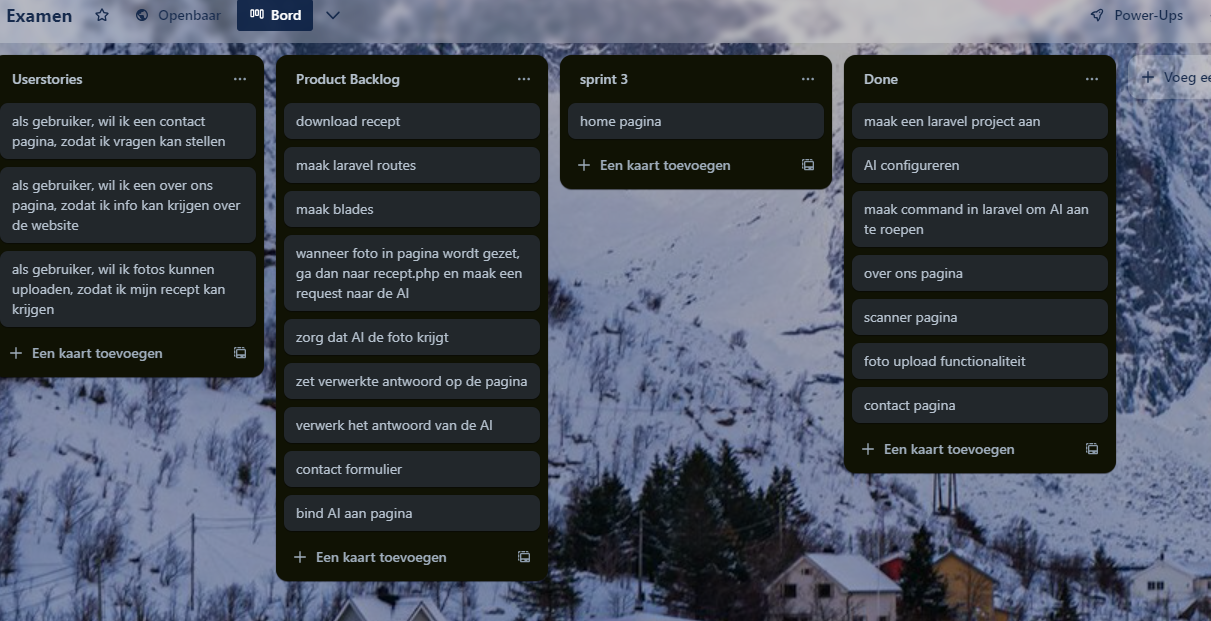 Examen
Openbaar
Bord
Power-Ups
Userstories
als gebruiker, wil ik een contact
pagina, zodat ik vragen kan stellen
als gebruiker, wil ik een over ons
pagina, zodat ik info kan krijgen over
de website
als gebruiker, wil ik fotos kunnen
uploaden, zodat ik mijn recept kan
krijgen
Een kaart toevoegen
Product Backlog
download recept
maak laravel routes
maak blades
wanneer foto in pagina wordt gezet,
ga dan naar recept.php en maak een
request naar de AI
zorg dat AI de foto krijgt
zet verwerkte antwoord op de pagina
verwerk het antwoord van de AI
contact formulier
bind AI aan pagina
Een kaart toevoegen
sprint 3
home pagina
Een kaart toevoegen
Done
maak een laravel project aan
AI configureren
maak command in laravel om AI aan
te roepen
over ons pagina
scanner pagina
foto upload functionaliteit
contact pagina
Een kaart toevoegen
Voeg